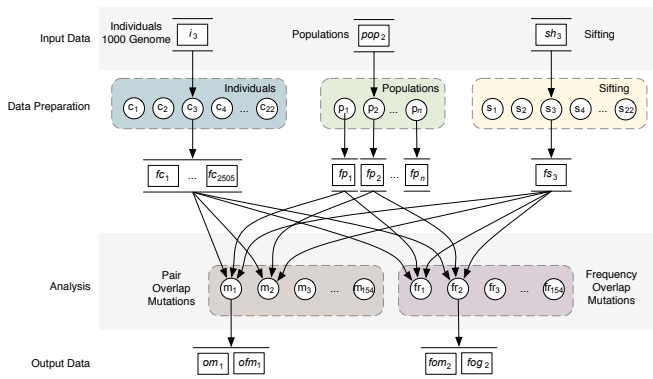 Input Data
Individuals
1000 Genome
i3
Populations
pop2
sh3
Sifting
Data Preparation
Individuals
c1 c2 c3 c4 ... c22
Populations
p1 p2 ... pn
Sifting
s1 s2 s3 s4 ... s22
fc1 ... fc2505
fp1 fp2 ... fpn
fs3
Analysis
Pair
Overlap
Mutations
m1 m2 m3 ... m154
fr1 fr2 fr3 ... fr154
Frequency
Overlap
Mutations
Output Data
om1 ofm1
fom2 fog2